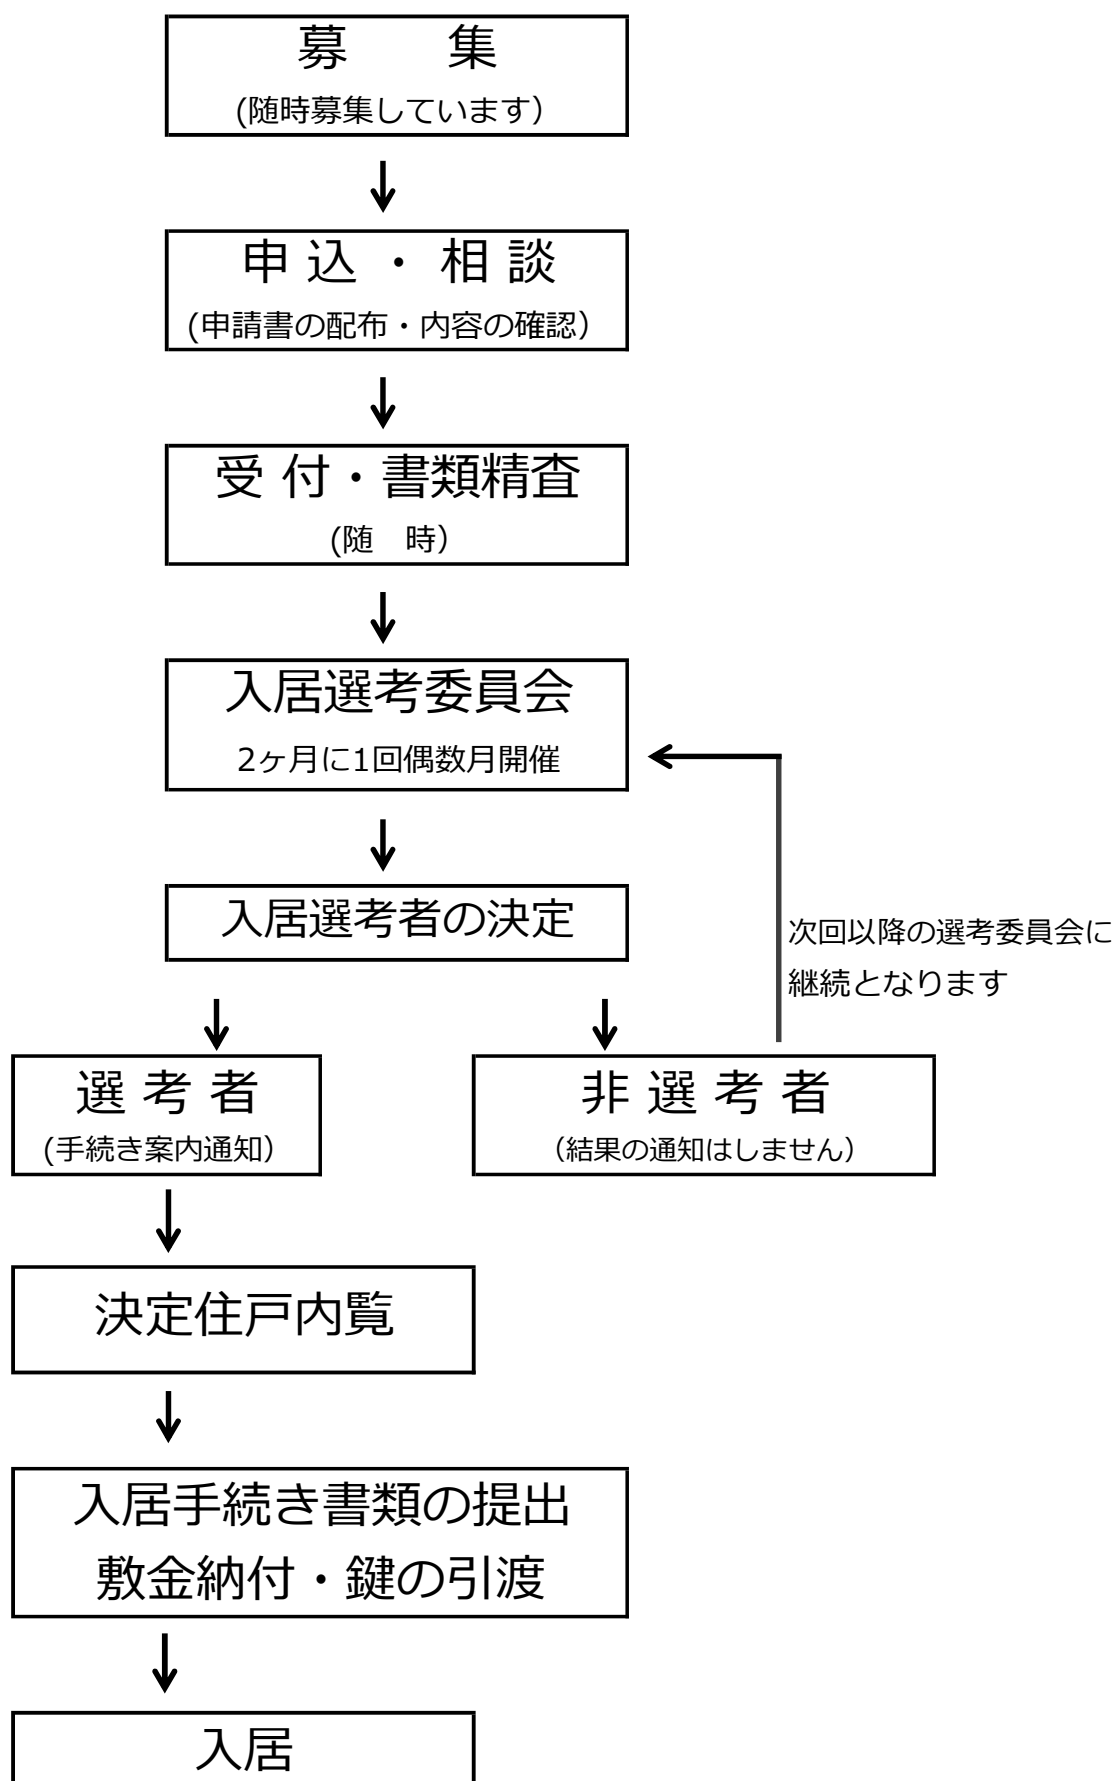 募　　集
(随時募集しています）
申 込 ・ 相 談
(申請書の配布・内容の確認）
受 付・書類精査
(随　時）
入居選考委員会
2ヶ月に1回偶数月開催
入居選考者の決定
次回以降の選考委員会に
継続となります
選 考 者
(手続き案内通知）
非 選 考 者
（結果の通知はしません）
決定住戸内覧
入居手続き書類の提出
敷金納付・鍵の引渡
入居